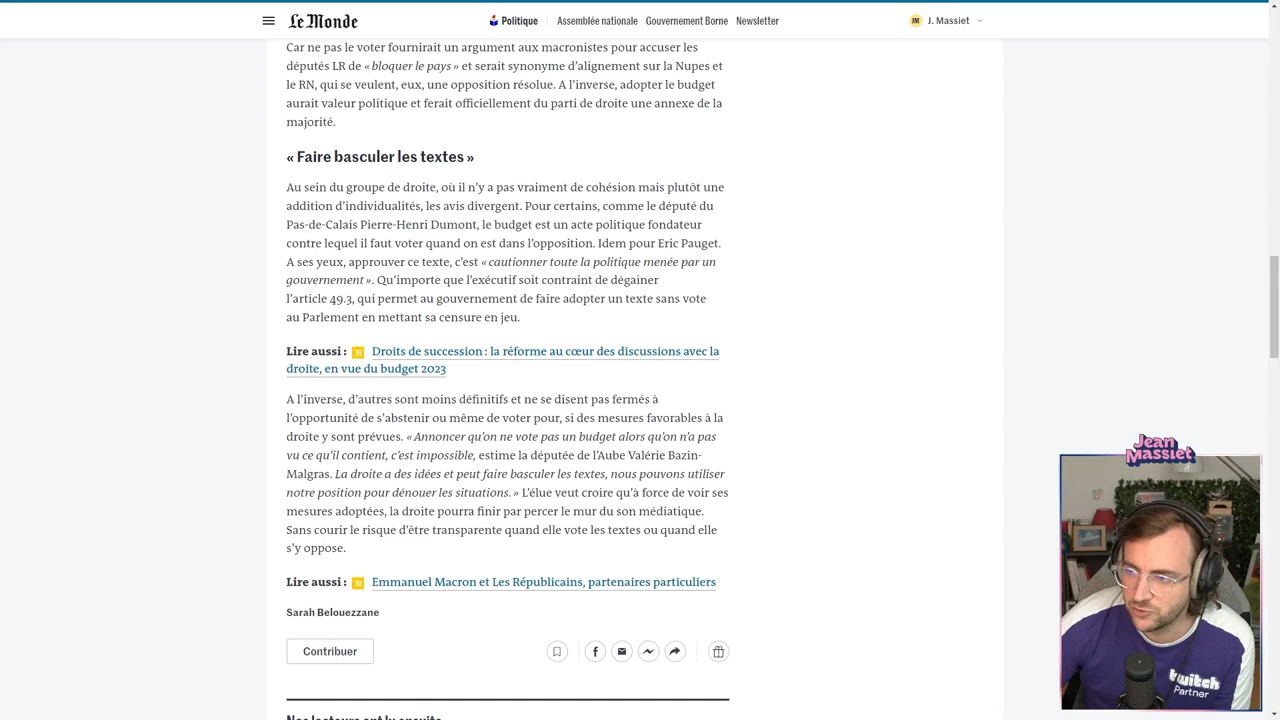 Le Monde
Politique
Assemblée nationale
Gouvernement Borne
Newsletter
JM
J. Massiet
Car ne pas le voter fournirait un argument aux macronistes pour accuser les
députés LR de « bloquer le pays » et serait synonyme d’alignement sur la Nupes et
le RN, qui se veulent, eux, une opposition résolue. A l’inverse, adopter le budget
aurait valeur politique et ferait officiellement du parti de droite une annexe de la
majorité.
« Faire basculer les textes »
Au sein du groupe de droite, où il n’y a pas vraiment de cohésion mais plutôt une
addition d’individualités, les avis divergent. Pour certains, comme le député du
Pas-de-Calais Pierre-Henri Dumont, le budget est un acte politique fondateur
contre lequel il faut voter quand on est dans l’opposition. Idem pour Eric Pauget.
A ses yeux, approuver ce texte, c’est « cautionner toute la politique menée par un
gouvernement ». Qu’importe que l’exécutif soit contraint de dégainer
l’article 49.3, qui permet au gouvernement de faire adopter un texte sans vote
au Parlement en mettant sa censure en jeu.
Lire aussi : Droits de succession : la réforme au cœur des discussions avec la
droite, en vue du budget 2023
A l’inverse, d’autres sont moins définitifs et ne se disent pas fermés à
l’opportunité de s’abstenir ou même de voter pour, si des mesures favorables à la
droite y sont prévues. « Annoncer qu’on ne vote pas un budget alors qu’on n’a pas
vu ce qu’il contient, c’est impossible, estime la députée de l’Aube Valérie Bazin-
Malgras. La droite a des idées et peut faire basculer les textes, nous pouvons utiliser
notre position pour dénouer les situations. » L’élue veut croire qu’à force de voir ses
mesures adoptées, la droite pourra finir par percer le mur du son médiatique.
Sans courir le risque d’être transparente quand elle vote les textes ou quand elle
s’y oppose.
Lire aussi : Emmanuel Macron et Les Républicains, partenaires particuliers
Sarah Belouezzane
Contribuer
Nos lecteurs ont lu ensuite
Jean
Massiet
twitch
Partner